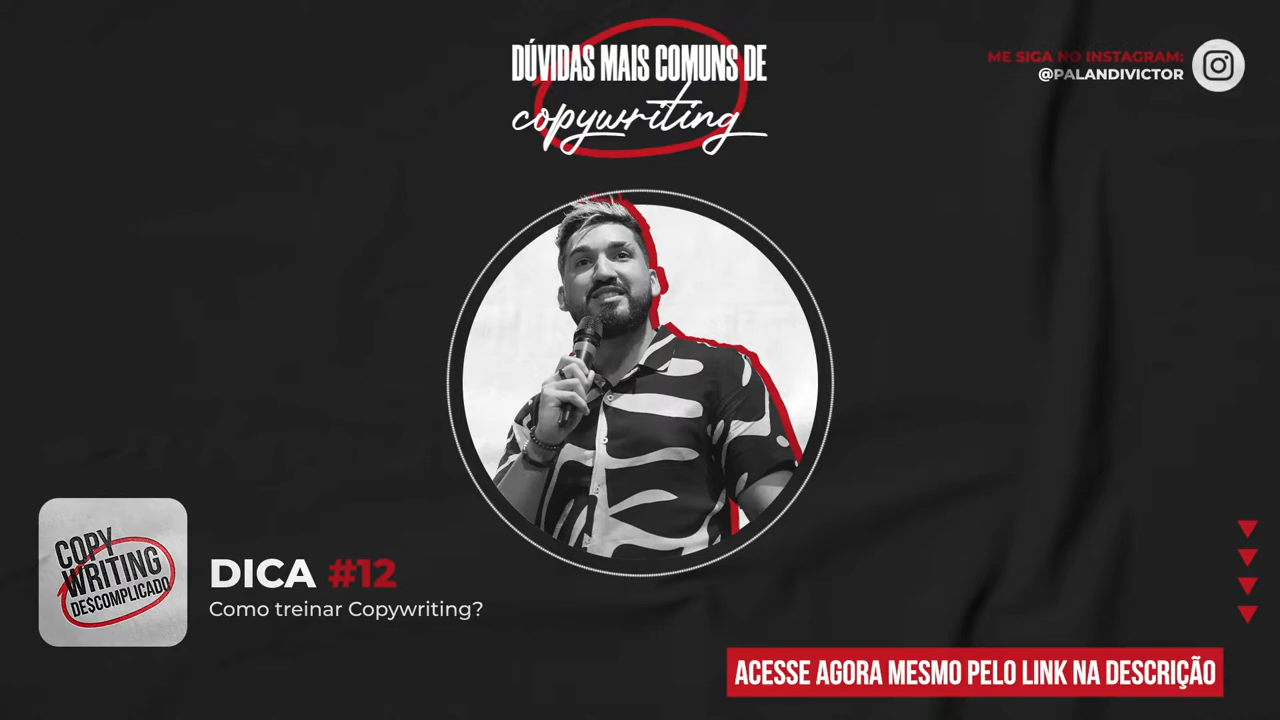 DÚVIDAS MAIS COMUNS DE
copywriting
ME SIGA NO INSTAGRAM:
@PALANDIVICTOR
COPY
WRITING
DESCOMPLICADO
DICA #12
Como treinar Copywriting?
ACESSE AGORA MESMO PELO LINK NA DESCRIÇÃO